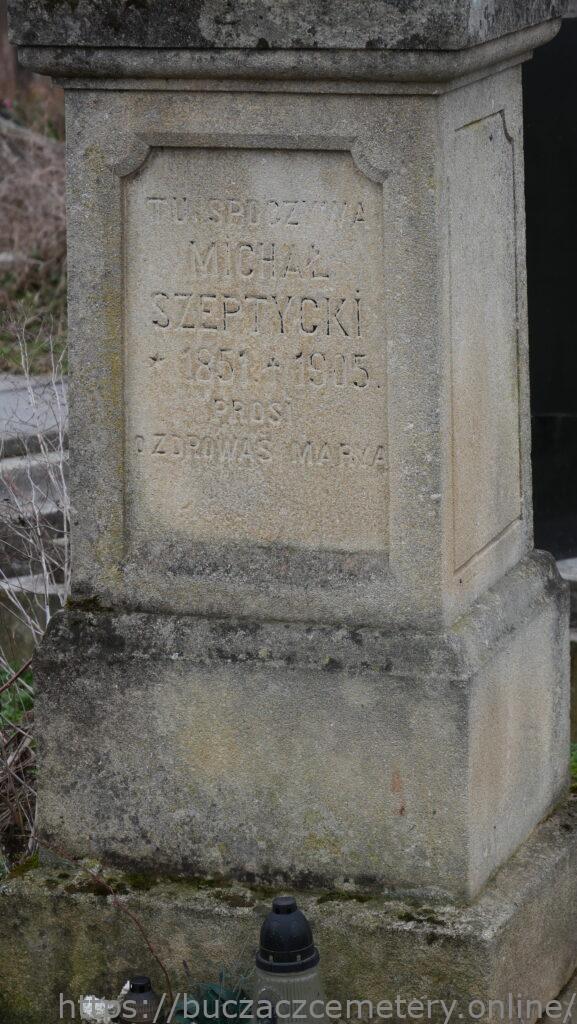 TU SPOCZYWA
MICHAŁ
SZEPTYCKI
* 1851 + 1905.
PROSI
O ZDROWAŚ MARYA
https://buczaczcemetery.online/